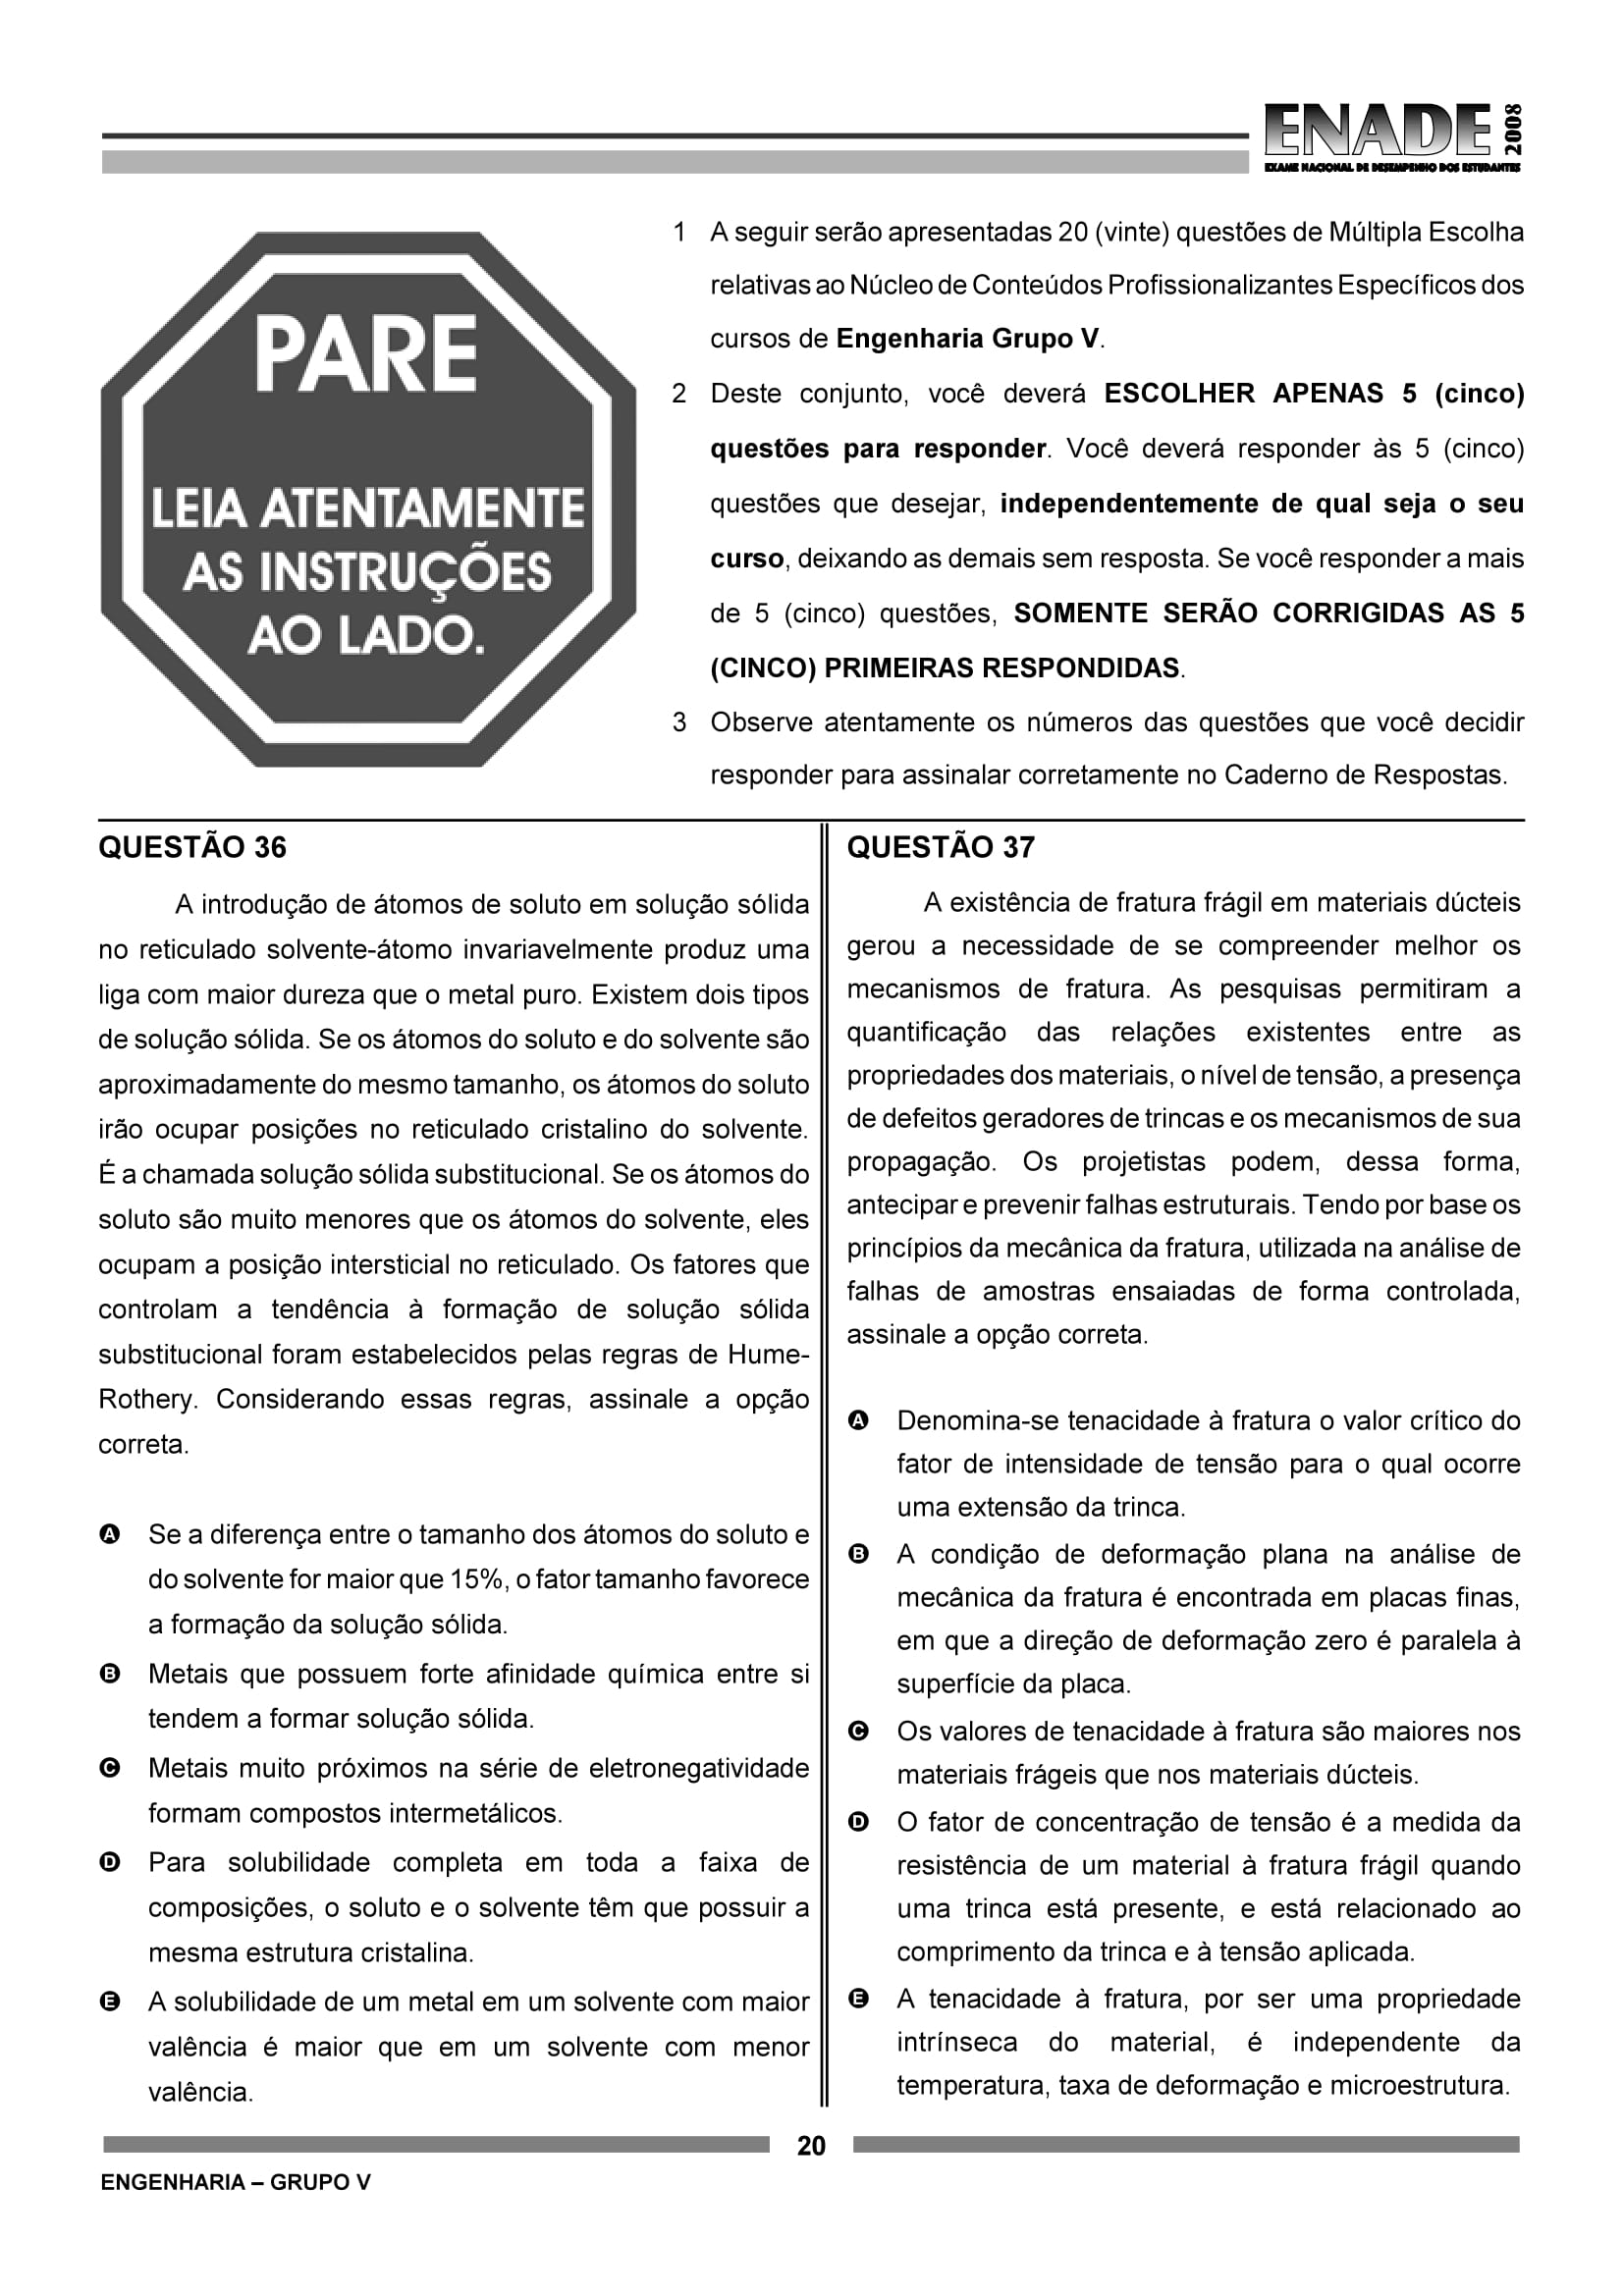 ENADE 2008
EXAME NACIONAL DE DESEMPENHO DOS ESTUDANTES
PARE
LEIA ATENTAMENTE
AS INSTRUÇÕES
AO LADO.
1 A seguir serão apresentadas 20 (vinte) questões de Múltipla Escolha
relativas ao Núcleo de Conteúdos Profissionalizantes Específicos dos
cursos de Engenharia Grupo V.
2 Deste conjunto, você deverá ESCOLHER APENAS 5 (cinco)
questões para responder. Você deverá responder às 5 (cinco)
questões que desejar, independentemente de qual seja o seu
curso, deixando as demais sem resposta. Se você responder a mais
de 5 (cinco) questões, SOMENTE SERÃO CORRIGIDAS AS 5
(CINCO) PRIMEIRAS RESPONDIDAS.
3 Observe atentamente os números das questões que você decidir
responder para assinalar corretamente no Caderno de Respostas.
QUESTÃO 36
A introdução de átomos de soluto em solução sólida
no reticulado solvente-átomo invariavelmente produz uma
liga com maior dureza que o metal puro. Existem dois tipos
de solução sólida. Se os átomos do soluto e do solvente são
aproximadamente do mesmo tamanho, os átomos do soluto
irão ocupar posições no reticulado cristalino do solvente.
É a chamada solução sólida substitucional. Se os átomos do
soluto são muito menores que os átomos do solvente, eles
ocupam a posição intersticial no reticulado. Os fatores que
controlam a tendência à formação de solução sólida
substitucional foram estabelecidos pelas regras de Hume-
Rothery. Considerando essas regras, assinale a opção
correta.
A Se a diferença entre o tamanho dos átomos do soluto e
do solvente for maior que 15%, o fator tamanho favorece
a formação da solução sólida.
B Metais que possuem forte afinidade química entre si
tendem a formar solução sólida.
C Metais muito próximos na série de eletronegatividade
formam compostos intermetálicos.
D Para solubilidade completa em toda a faixa de
composições, o soluto e o solvente têm que possuir a
mesma estrutura cristalina.
E A solubilidade de um metal em um solvente com maior
valência é maior que em um solvente com menor
valência.
QUESTÃO 37
A existência de fratura frágil em materiais dúcteis
gerou a necessidade de se compreender melhor os
mecanismos de fratura. As pesquisas permitiram a
quantificação das relações existentes entre as
propriedades dos materiais, o nível de tensão, a presença
de defeitos geradores de trincas e os mecanismos de sua
propagação. Os projetistas podem, dessa forma,
antecipar e prevenir falhas estruturais. Tendo por base os
princípios da mecânica da fratura, utilizada na análise de
falhas de amostras ensaiadas de forma controlada,
assinale a opção correta.
A Denomina-se tenacidade à fratura o valor crítico do
fator de intensidade de tensão para o qual ocorre
uma extensão da trinca.
B A condição de deformação plana na análise de
mecânica da fratura é encontrada em placas finas,
em que a direção de deformação zero é paralela à
superfície da placa.
C Os valores de tenacidade à fratura são maiores nos
materiais frágeis que nos materiais dúcteis.
D O fator de concentração de tensão é a medida da
resistência de um material à fratura frágil quando
uma trinca está presente, e está relacionado ao
comprimento da trinca e à tensão aplicada.
E A tenacidade à fratura, por ser uma propriedade
intrínseca do material, é independente da
temperatura, taxa de deformação e microestrutura.
20
ENGENHARIA – GRUPO V